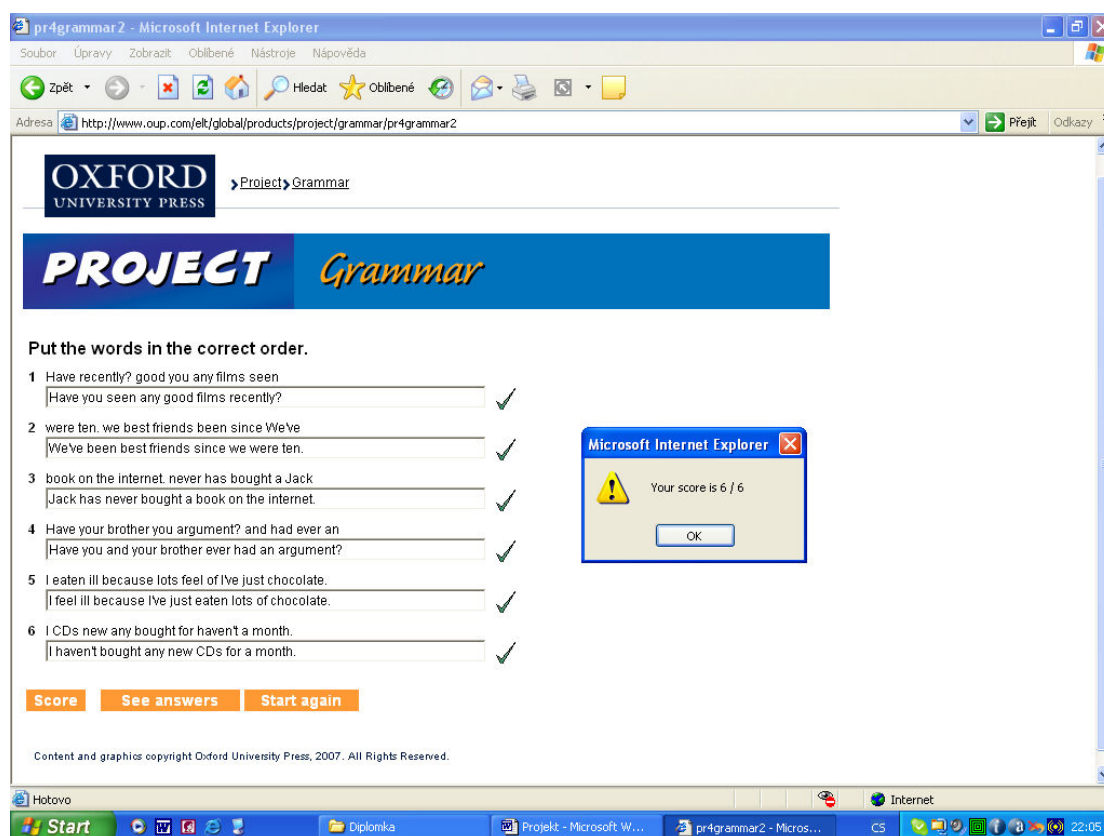 pr4grammar2 - Microsoft Internet Explorer
Soubor Úpravy Zobrazit Oblíbené Nástroje Nápověda
Zpět Hledat Oblíbené
Adresa http://www.oup.com/elt/global/products/project/grammar/pr4grammar2 Přejít Odkazy
OXFORD
UNIVERSITY PRESS
Project Grammar
PROJECT Grammar
Put the words in the correct order.
1 Have recently? good you any films seen
Have you seen any good films recently?
2 were ten. we best friends been since We've
We've been best friends since we were ten.
3 book on the internet. never has bought a Jack
Jack has never bought a book on the internet.
4 Have your brother you argument? and had ever an
Have you and your brother ever had an argument?
5 I eaten ill because lots feel of I've just chocolate.
I feel ill because I've just eaten lots of chocolate.
6 I CDs new any bought for haven't a month.
I haven't bought any new CDs for a month.
Microsoft Internet Explorer
Your score is 6 / 6
OK
Score See answers Start again
Content and graphics copyright Oxford University Press, 2007. All Rights Reserved.
Hotovo Internet
Start Diplomka Projekt - Microsoft W... pr4grammar2 - Micros... CS 22:05